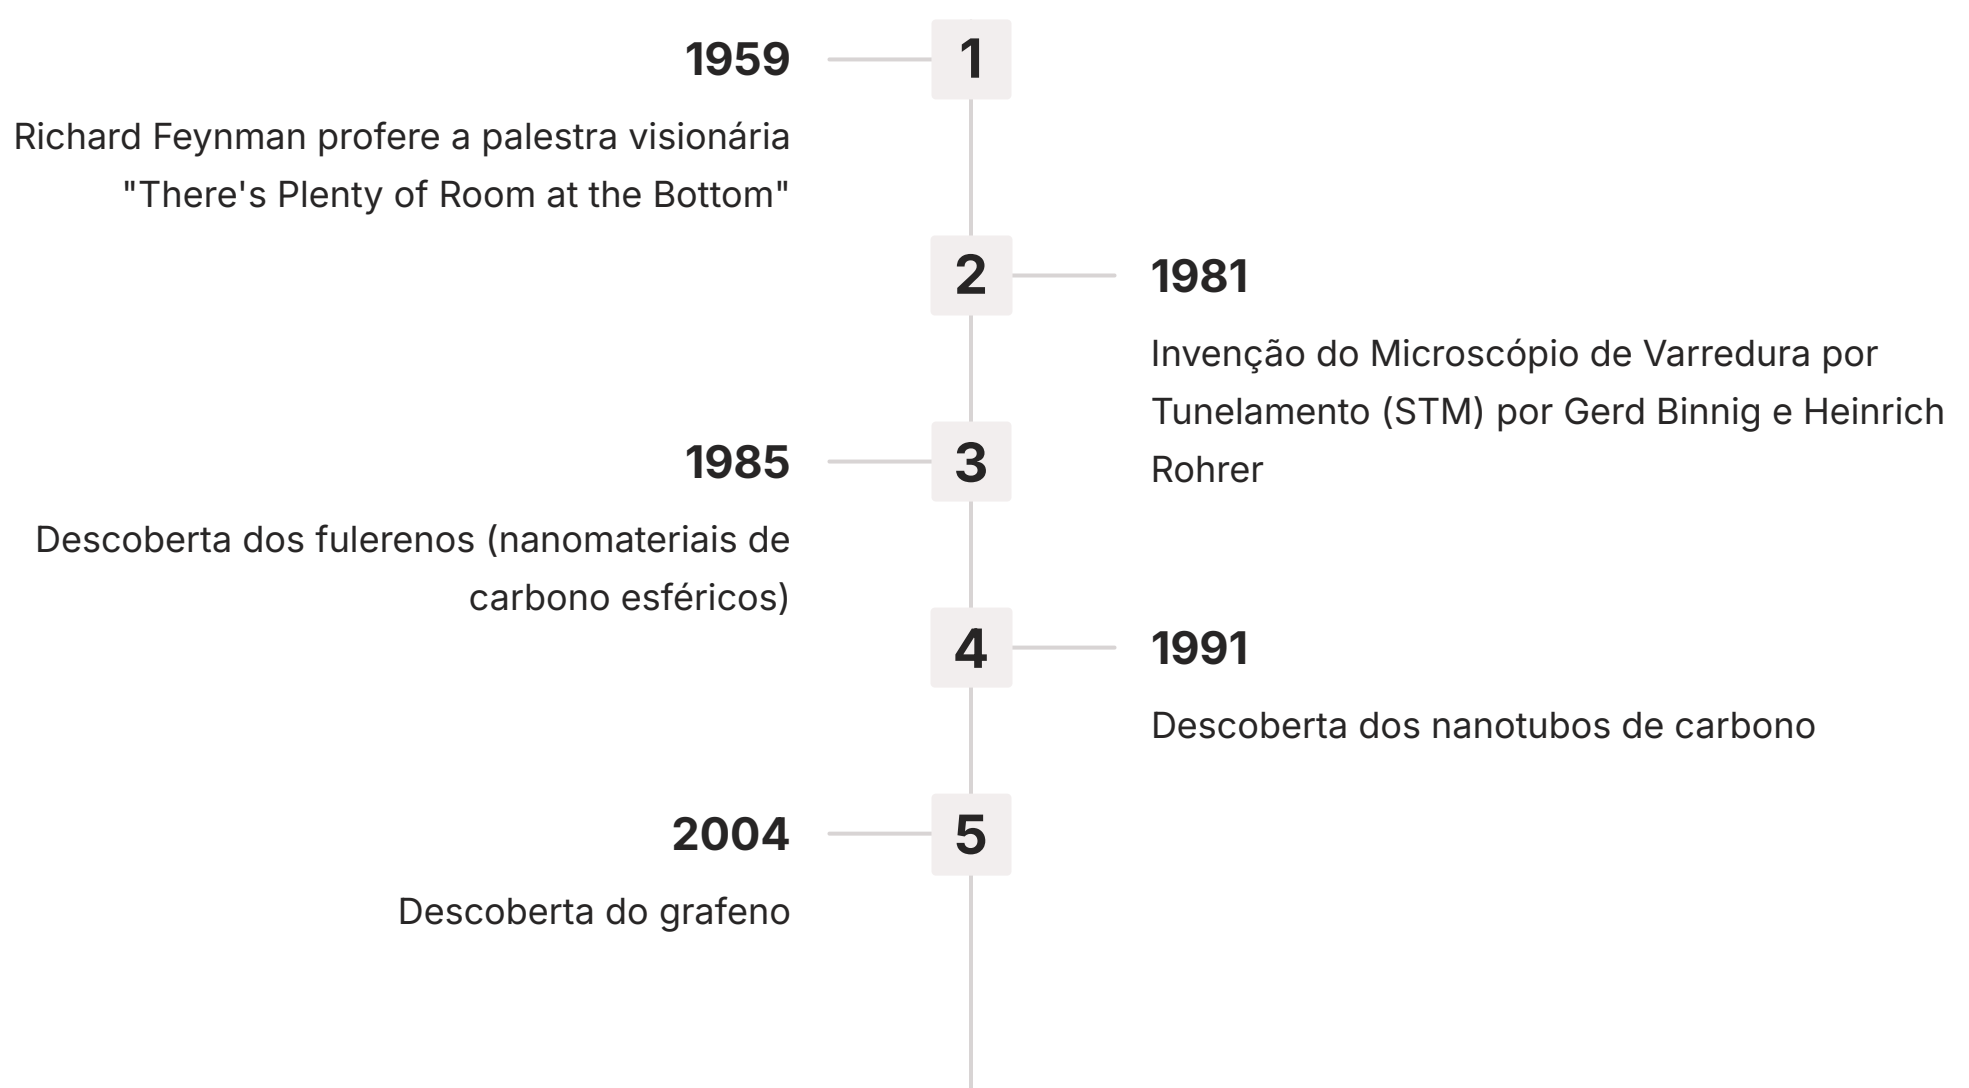 1959
1
Richard Feynman profere a palestra visionária
"There's Plenty of Room at the Bottom"
2
1981
Invenção do Microscópio de Varredura por
Tunelamento (STM) por Gerd Binnig e Heinrich
Rohrer
1985
3
Descoberta dos fulerenos (nanomateriais de
carbono esféricos)
4
1991
Descoberta dos nanotubos de carbono
2004
5
Descoberta do grafeno